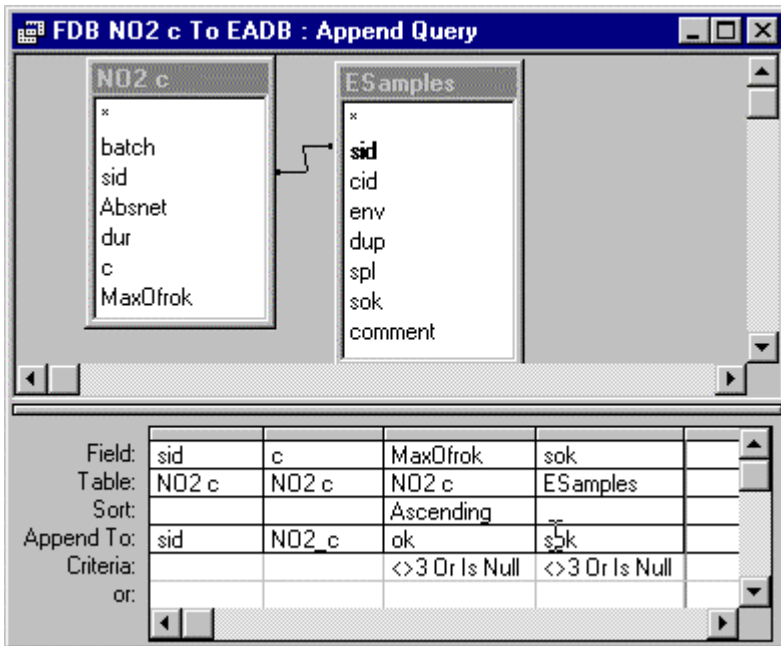 FDB NO2 c To EADB : Append Query
NO2 c
*
batch
sid
Absnet
dur
c
MaxOfrok
ESamples
*
sid
cid
env
dup
spl
sok
comment
Field: sid c MaxOfrok sok
Table: NO2 c NO2 c NO2 c ESamples
Sort: Ascending
Append To: sid NO2_c ok sok
Criteria: <>3 Or Is Null <>3 Or Is Null
or: